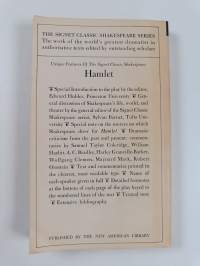 THE SIGNET CLASSIC SHAKESPEARE SERIES
The work of the world's greatest dramatist in
authoritative texts edited by outstanding scholars
Unique Features Of The Signet Classic Shakespeare
Hamlet
Special Introduction to the play by the editor,
Edward Hubler, Princeton University General
discussion of Shakespeare's life, world, and
theater by the general editor of the Signet Classic
Shakespeare series, Sylvan Barnet, Tufts Univer-
sity Special note on the sources on which
Shakespeare drew for Hamlet Dramatic
criticism from the past and present: commen-
taries by Samuel Taylor Coleridge, William
Hazlitt, A. C. Bradley, Harley Granville-Barker,
Wolfgang Clemen, Maynard Mack, Robert
Ornstein Text and commentaries printed in
the clearest, most readable type Name of
each speaker given in full Detailed footnotes
at the bottom of each page of the play keyed to
the numbered lines of the text Textual note
Extensive bibliography
PUBLISHED BY THE NEW AMERICAN LIBRARY